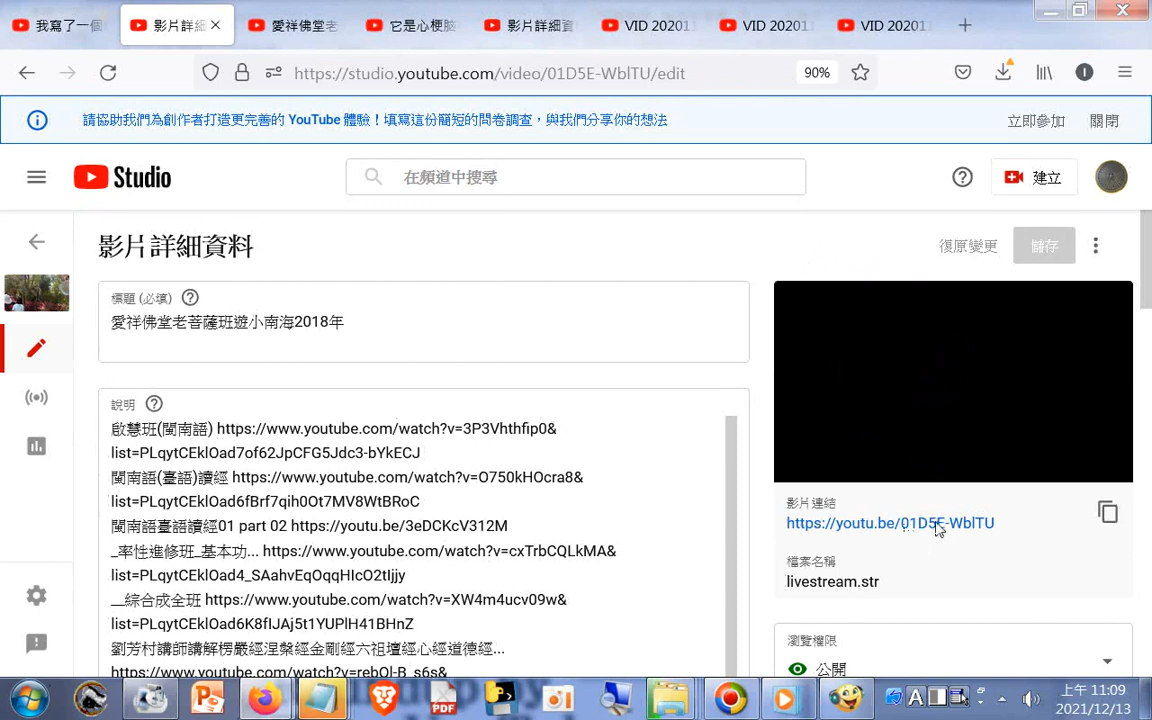 我寫了一個
影片詳細
愛祥佛堂老
它是心梗腦
影片詳細資
VID 20201
VID 20201
VID 20201
https://studio.youtube.com/video/01D5E-WblTU/edit
90%
請協助我們為創作者打造更完善的 YouTube 體驗！填寫這份簡短的問卷調查，與我們分享你的想法
立即參加
關閉
Studio
在頻道中搜尋
建立
影片詳細資料
復原變更
儲存
標題 (必填)
愛祥佛堂老菩薩班遊小南海2018年
說明
啟慧班(閩南語) https://www.youtube.com/watch?v=3P3Vhthfip0&
list=PLqytCEklOad7of62JpCFG5Jdc3-bYkECJ
閩南語(臺語)讀經 https://www.youtube.com/watch?v=O750kHOcra8&
list=PLqytCEklOad6fBrf7qih0Ot7MV8WtBRoC
閩南語臺語讀經01 part 02 https://youtu.be/3eDCKcV312M
_率性進修班_基本功... https://www.youtube.com/watch?v=cxTrbCQLkMA&
list=PLqytCEklOad4_SAahvEqOqqHIcO2tIjjy
__綜合成全班 https://www.youtube.com/watch?v=XW4m4ucv09w&
list=PLqytCEklOad6K8fIJAj5t1YUPlH41BHnZ
劉芳村講師講解楞嚴經涅槃經金剛經六祖壇經心經道德經...
https://www.youtube.com/watch?v=rebOl-B_s6s&
影片連結
https://youtu.be/01D5E-WblTU
檔案名稱
livestream.str
瀏覽權限
公開
上午 11:09
2021/12/13